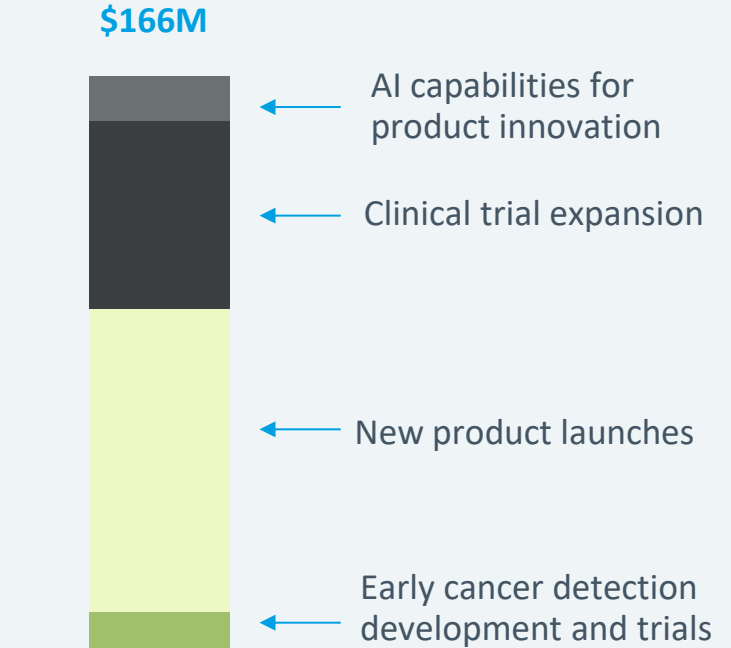 $166M
AI capabilities for
product innovation
Clinical trial expansion
New product launches
Early cancer detection
development and trials